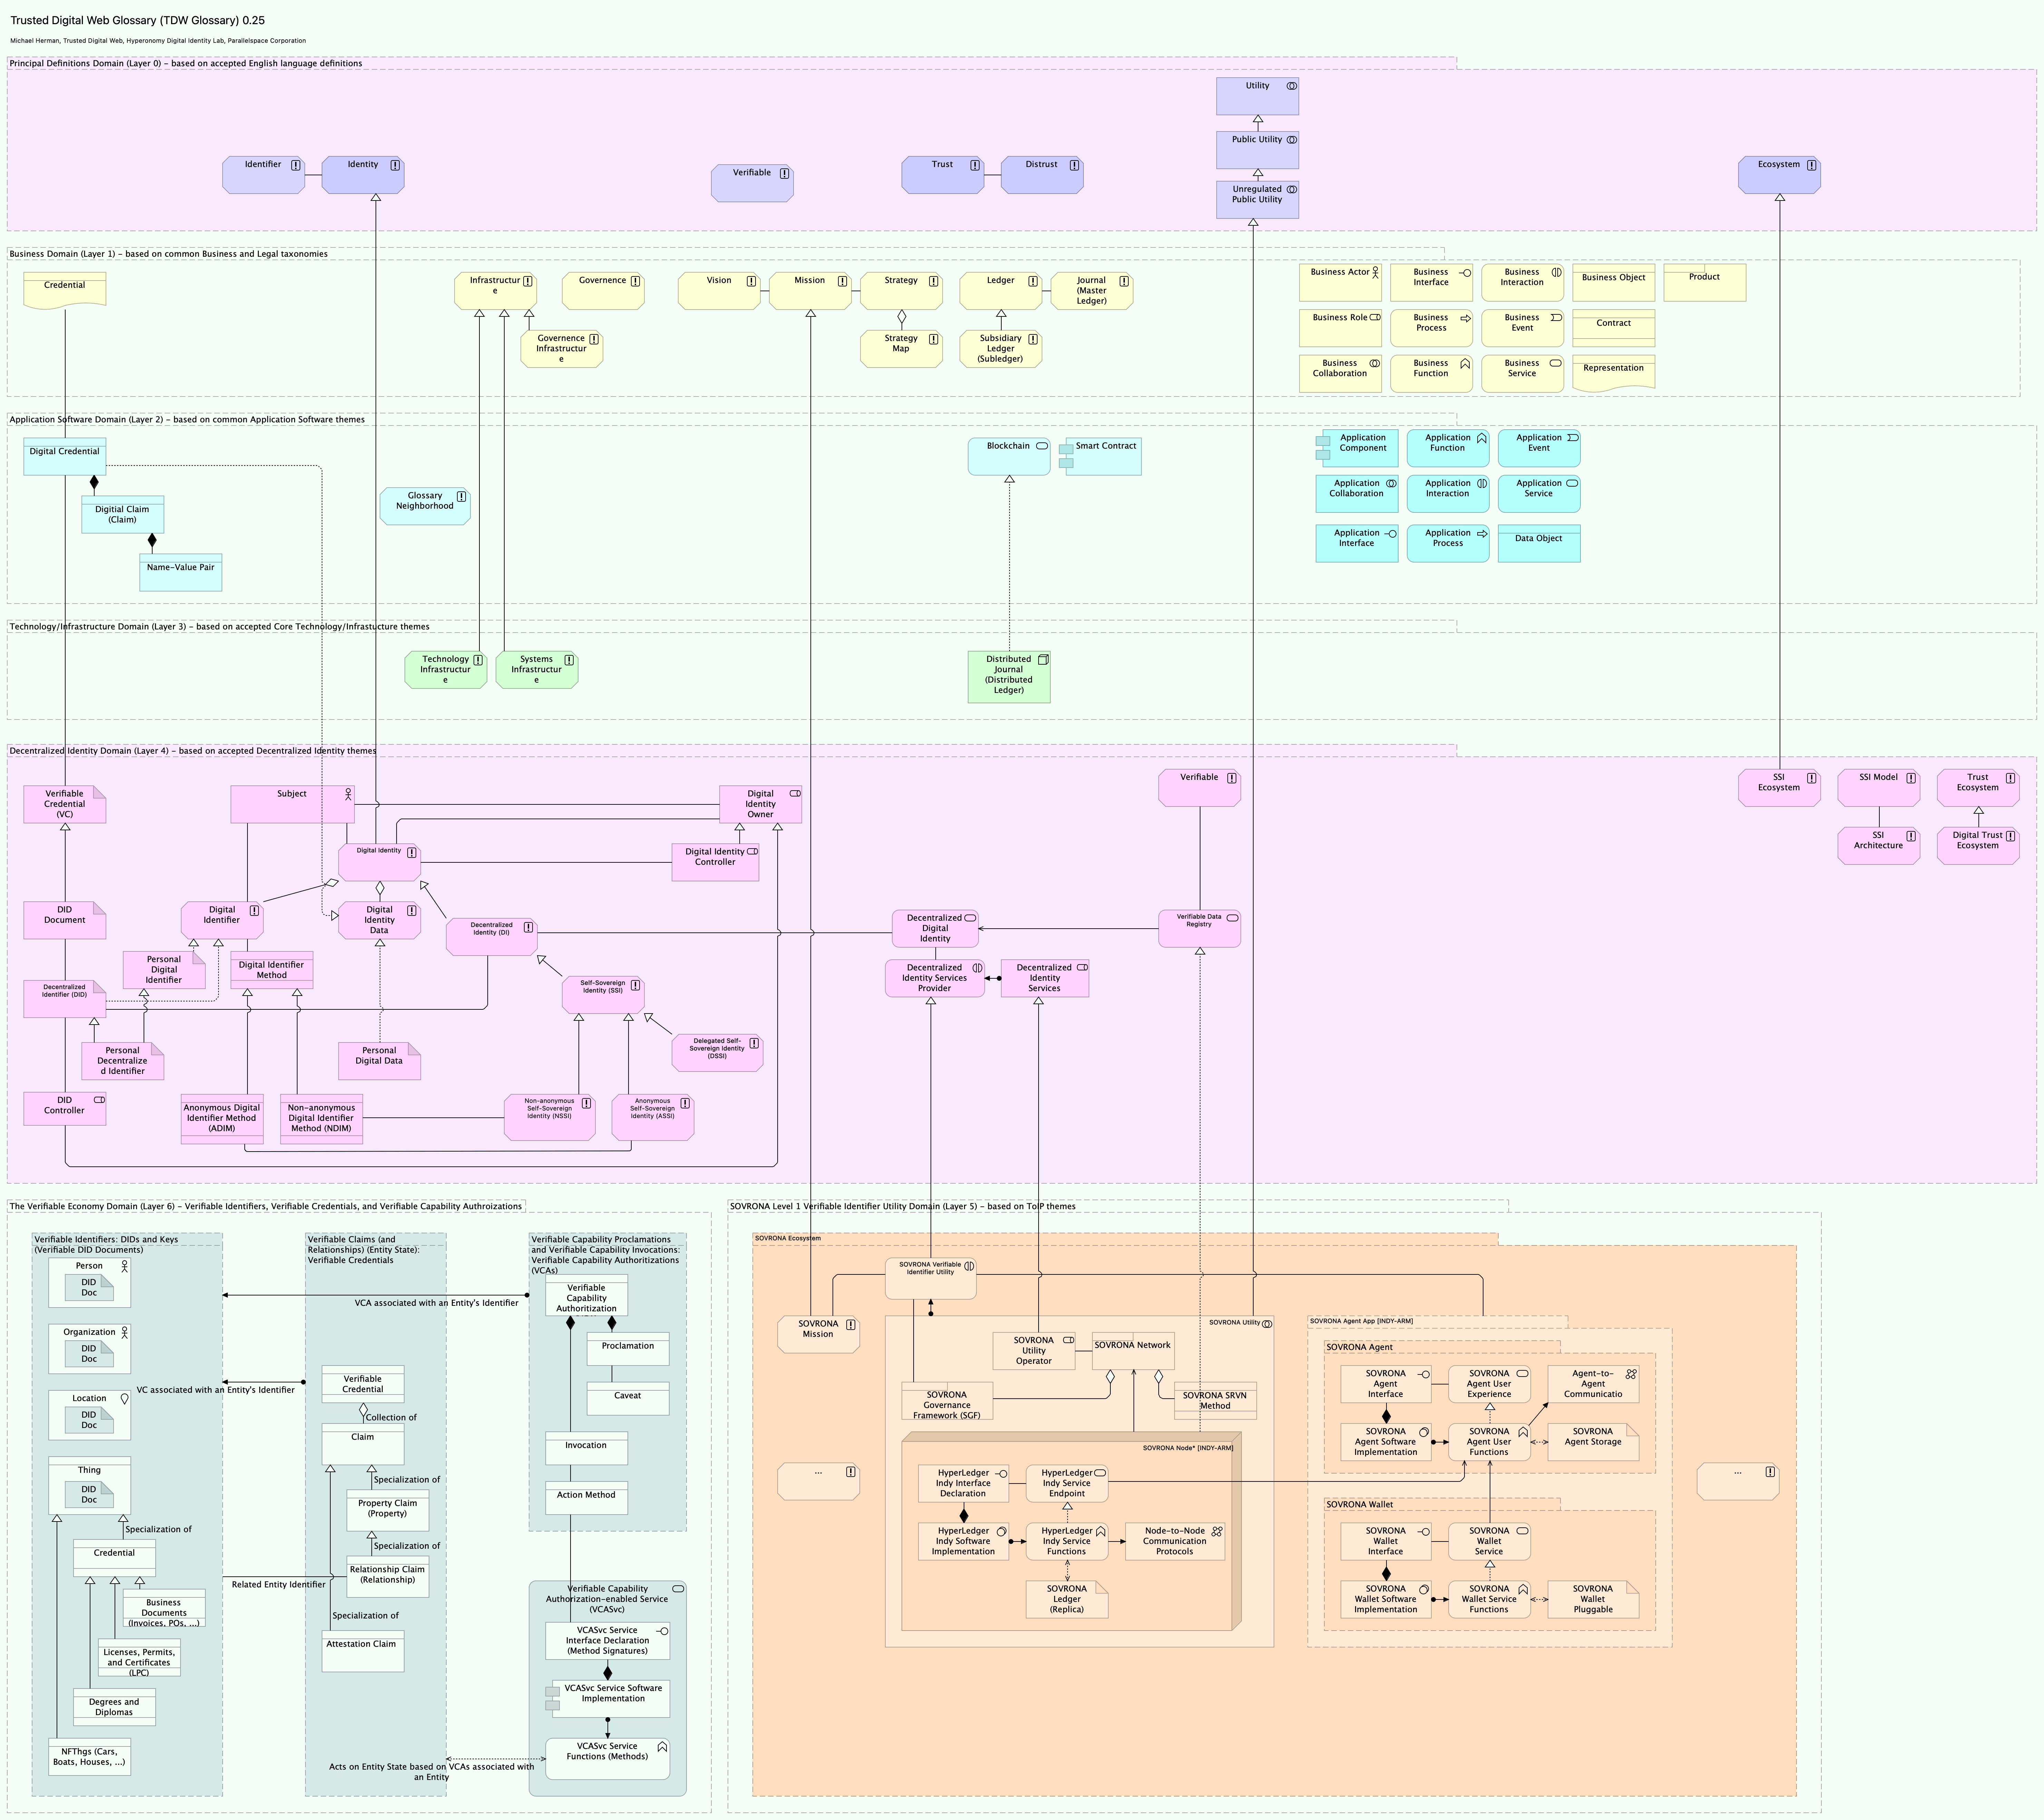 Trusted Digital Web Glossary (TDW Glossary) 0.25
Michael Herman, Trusted Digital Web, Hyperonomy Digital Identity Lab, Parallelspace Corporation
Principal Definitions Domain (Layer 0) – based on accepted English language definitions
Utility
Public Utility
Identifier
Identity
Verifiable
Trust
Distrust
Unregulated
Public Utility
Ecosystem
Business Domain (Layer 1) – based on common Business and Legal taxonomies
Credential
Infrastructur
e
Governence
Vision
Mission
Strategy
Ledger
Journal
(Master
Ledger)
Governence
Infrastructur
e
Strategy
Map
Subsidiary
Ledger
(Subledger)
Business Actor
Business
Interface
Business
Interaction
Business Object
Product
Business Role
Business
Process
Business
Event
Contract
Business
Collaboration
Business
Function
Business
Service
Representation
Application Software Domain (Layer 2) – based on common Application Software themes
Digital Credential
Digitial Claim
(Claim)
Name-Value Pair
Glossary
Neighborhood
Blockchain
Smart Contract
Application
Component
Application
Function
Application
Event
Application
Collaboration
Application
Interaction
Application
Service
Application
Interface
Application
Process
Data Object
Technology/Infrastructure Domain (Layer 3) – based on accepted Core Technology/Infrastucture themes
Technology
Infrastructur
e
Systems
Infrastructur
e
Distributed
Journal
(Distributed
Ledger)
Decentralized Identity Domain (Layer 4) – based on accepted Decentralized Identity themes
Verifiable
Credential
(VC)
Subject
Digital
Identity
Owner
Verifiable
SSI
Ecosystem
SSI Model
Trust
Ecosystem
Digital Identity
Digital Identity
Controller
SSI
Architecture
Digital Trust
Ecosystem
DID
Document
Digital
Identifier
Digital
Identity
Data
Decentralized
Identity (DI)
Decentralized
Digital
Identity
Verifiable Data
Registry
Personal
Digital
Identifier
Digital Identifier
Method
Decentralized
Identity Services
Provider
Decentralized
Identity
Services
Decentralized
Identifier (DID)
Self-Sovereign
Identity (SSI)
Personal
Decentralize
d Identifier
Personal
Digital Data
Delegated Self-
Sovereign Identity
(DSSI)
DID
Controller
Anonymous Digital
Identifier Method
(ADIM)
Non-anonymous
Digital Identifier
Method (NDIM)
Non-anonymous
Self-Sovereign
Identity (NSSI)
Anonymous
Self-Sovereign
Identity (ASSI)
The Verifiable Economy Domain (Layer 6) – Verifiable Identifiers, Verifiable Credentials, and Verifiable Capability Authroizations
Verifiable Identifiers: DIDs and Keys
(Verifiable DID Documents)
Person
DID
Doc
Organization
DID
Doc
Location
DID
Doc
Thing
DID
Doc
Specialization of
Credential
Business
Documents
(Invoices, POs, ...)
Licenses, Permits,
and Certificates
(LPC)
Degrees and
Diplomas
NFThgs (Cars,
Boats, Houses, ...)
Verifiable Claims (and
Relationships) (Entity State):
Verifiable Credentials
VCA associated with an Entity's Identifier
VC associated with an Entity's Identifier
Verifiable
Credential
Collection of
Claim
Specialization of
Property Claim
(Property)
Specialization of
Relationship Claim
(Relationship)
Related Entity Identifier
Specialization of
Attestation Claim
Acts on Entity State based on VCAs associated with
an Entity
Verifiable Capability Proclamations
and Verifiable Capability Invocations:
Verifiable Capability Authoritizations
(VCAs)
Verifiable
Capability
Authoritization
Proclamation
Caveat
Invocation
Action Method
Verifiable Capability
Authorization-enabled Service
(VCASvc)
VCASvc Service
Interface Declaration
(Method Signatures)
VCASvc Service Software
Implementation
VCASvc Service
Functions (Methods)
SOVRONA Level 1 Verifiable Identifier Utility Domain (Layer 5) – based on ToIP themes
SOVRONA Ecosystem
SOVRONA Verifiable
Identifier Utility
SOVRONA
Mission
SOVRONA Utility
SOVRONA
Utility
Operator
SOVRONA Network
SOVRONA
Governance
Framework (SGF)
SOVRONA SRVN
Method
SOVRONA Node* [INDY-ARM]
...
HyperLedger
Indy Interface
Declaration
HyperLedger
Indy Service
Endpoint
HyperLedger
Indy Software
Implementation
HyperLedger
Indy Service
Functions
Node-to-Node
Communication
Protocols
SOVRONA
Ledger
(Replica)
SOVRONA Agent App [INDY-ARM]
SOVRONA Agent
SOVRONA
Agent
Interface
SOVRONA
Agent User
Experience
Agent-to-
Agent
Communicatio
SOVRONA
Agent Software
Implementation
SOVRONA
Agent User
Functions
SOVRONA
Agent Storage
SOVRONA Wallet
SOVRONA
Wallet
Interface
SOVRONA
Wallet
Service
SOVRONA
Wallet Software
Implementation
SOVRONA
Wallet Service
Functions
SOVRONA
Wallet
Pluggable
...